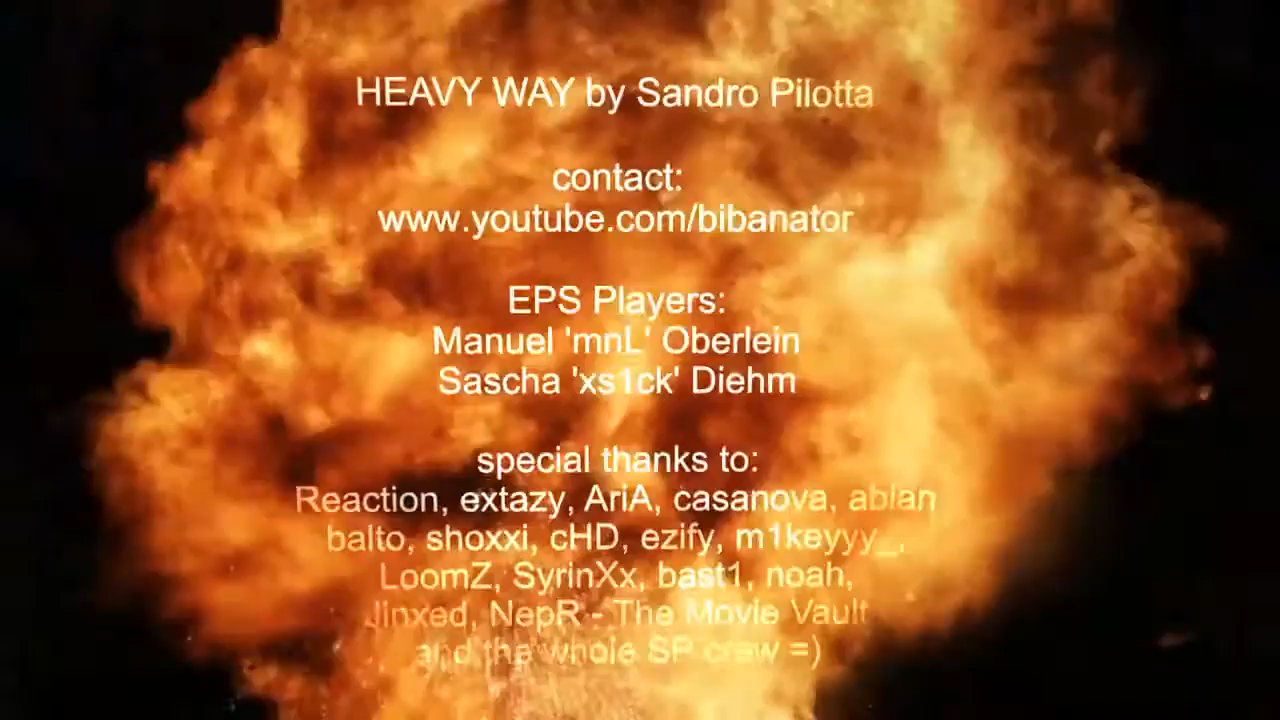 HEAVY WAY by Sandro Pilotta
contact:
www.youtube.com/bibanator
EPS Players:
Manuel 'mnL' Oberlein
Sascha 'xs1ck' Diehm
special thanks to:
Reaction, extazy, AriA, casanova, abian
balto, shoxxi, cHD, ezify, m1keyyy_,
LoomZ, SyrinXx, bast1, noah,
Jinxed, NepR - The Movie Vault
and the whole SP crew =)